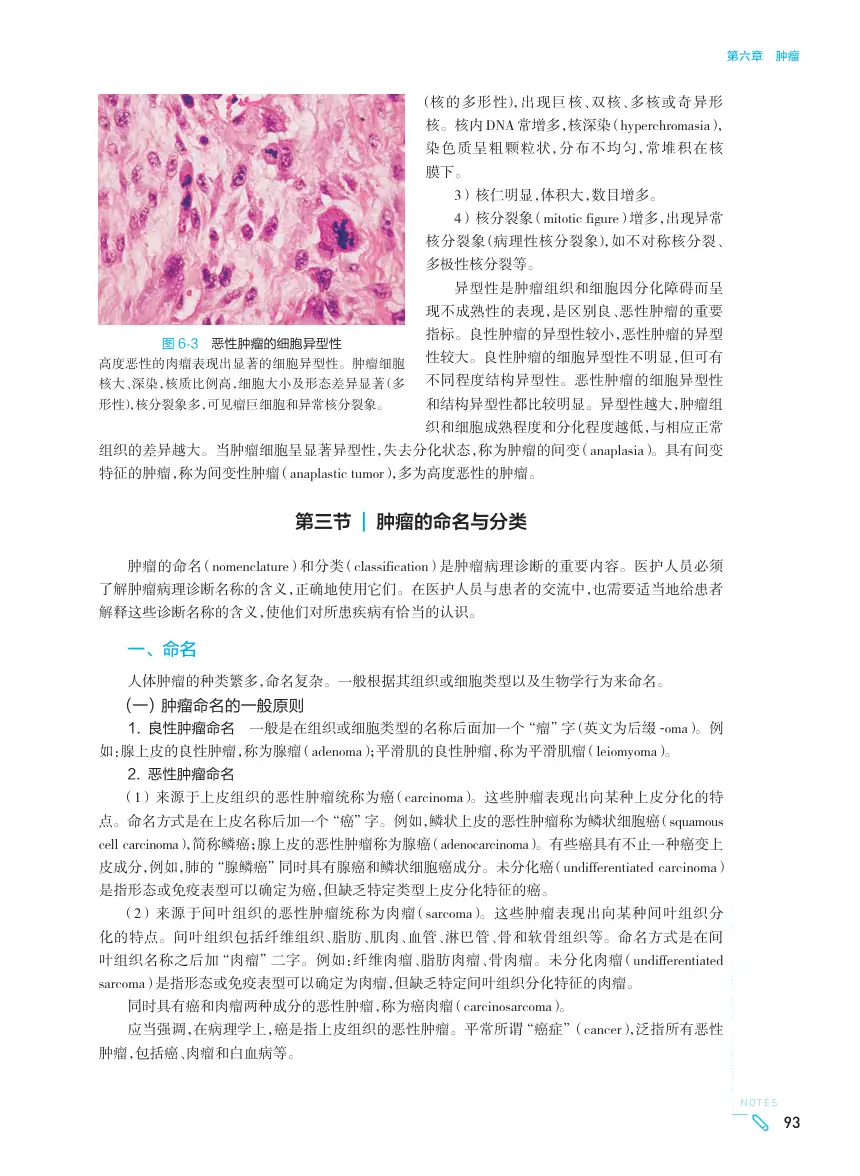 第六章 肿瘤
(核的多形性),出现巨核、双核、多核或奇异形
核。核内DNA常增多,核深染(hyperchromasia),
染色质呈粗颗粒状,分布不均匀,常堆积在核
膜下。
3)核仁明显,体积大,数目增多。
4)核分裂象(mitotic figure)增多,出现异常
核分裂象(病理性核分裂象),如不对称核分裂、
多极性核分裂等。
异型性是肿瘤组织和细胞因分化障碍而呈
现不成熟性的表现,是区别良、恶性肿瘤的重要
指标。良性肿瘤的异型性较小,恶性肿瘤的异型
性较大。良性肿瘤的细胞异型性不明显,但可有
不同程度结构异型性。恶性肿瘤的细胞异型性
和结构异型性都比较明显。异型性越大,肿瘤组
织和细胞成熟程度和分化程度越低,与相应正常
图 6-3 恶性肿瘤的细胞异型性
高度恶性的肉瘤表现出显著的细胞异型性。肿瘤细胞
核大、深染,核质比例高,细胞大小及形态差异显著(多
形性),核分裂象多,可见瘤巨细胞和异常核分裂象。
组织的差异越大。当肿瘤细胞呈显著异型性,失去分化状态,称为肿瘤的间变(anaplasia)。具有间变
特征的肿瘤,称为间变性肿瘤(anaplastic tumor),多为高度恶性的肿瘤。
第三节 | 肿瘤的命名与分类
肿瘤的命名(nomenclature)和分类(classification)是肿瘤病理诊断的重要内容。医护人员必须
了解肿瘤病理诊断名称的含义,正确地使用它们。在医护人员与患者的交流中,也需要适当地给患者
解释这些诊断名称的含义,使他们对所患疾病有恰当的认识。
一、命名
人体肿瘤的种类繁多,命名复杂。一般根据其组织或细胞类型以及生物学行为来命名。
(一)肿瘤命名的一般原则
1. 良性肿瘤命名 一般是在组织或细胞类型的名称后面加一个“瘤”字(英文为后缀 -oma)。例
如:腺上皮的良性肿瘤,称为腺瘤(adenoma);平滑肌的良性肿瘤,称为平滑肌瘤(leiomyoma)。
2. 恶性肿瘤命名
(1)来源于上皮组织的恶性肿瘤统称为癌(carcinoma)。这些肿瘤表现出向某种上皮分化的特
点。命名方式是在上皮名称后加一个“癌”字。例如,鳞状上皮的恶性肿瘤称为鳞状细胞癌(squamous
cell carcinoma),简称鳞癌;腺上皮的恶性肿瘤称为腺癌(adenocarcinoma)。有些癌具有不止一种癌变上
皮成分,例如,肺的“腺鳞癌”同时具有腺癌和鳞状细胞癌成分。未分化癌(undifferentiated carcinoma)
是指形态或免疫表型可以确定为癌,但缺乏特定类型上皮分化特征的癌。
(2)来源于间叶组织的恶性肿瘤统称为肉瘤(sarcoma)。这些肿瘤表现出向某种间叶组织分
化的特点。间叶组织包括纤维组织、脂肪、肌肉、血管、淋巴管、骨和软骨组织等。命名方式是在间
叶组织名称之后加“肉瘤”二字。例如:纤维肉瘤、脂肪肉瘤、骨肉瘤。未分化肉瘤(undifferentiated
sarcoma)是指形态或免疫表型可以确定为肉瘤,但缺乏特定间叶组织分化特征的肉瘤。
同时具有癌和肉瘤两种成分的恶性肿瘤,称为癌肉瘤(carcinosarcoma)。
应当强调,在病理学上,癌是指上皮组织的恶性肿瘤。平常所谓“癌症”(cancer),泛指所有恶性
肿瘤,包括癌、肉瘤和白血病等。
NOTES
93